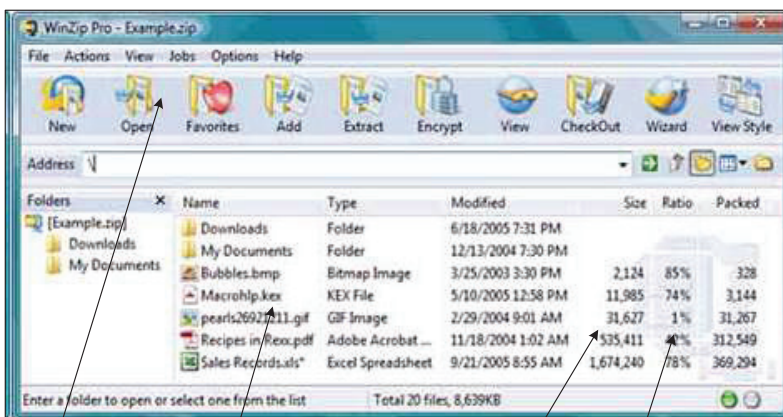 WinZip Pro - Example.zip
File Actions View Jobs Options Help
New Open Favorites Add Extract Encrypt View CheckOut Wizard View Style
Address \
Folders × Name Type Modified Size Ratio Packed
[Example.zip] Downloads Folder 6/18/2005 7:31 PM
Downloads My Documents Folder 12/13/2004 7:30 PM
My Documents Bubbles.bmp Bitmap Image 3/25/2003 3:30 PM 2,124 85% 328
Macrohlp.kex KEX File 5/10/2005 12:58 PM 11,985 74% 3,144
pearls26921211.gif GIF Image 2/29/2004 9:01 AM 31,627 1% 31,267
Recipes in Rexx.pdf Adobe Acrobat ... 11/18/2004 1:02 AM 535,411 312,549
Sales Records.xls* Excel Spreadsheet 9/21/2005 8:55 AM 1,674,240 78% 369,294
Enter a folder to open or select one from the list Total 20 files, 8,639KB